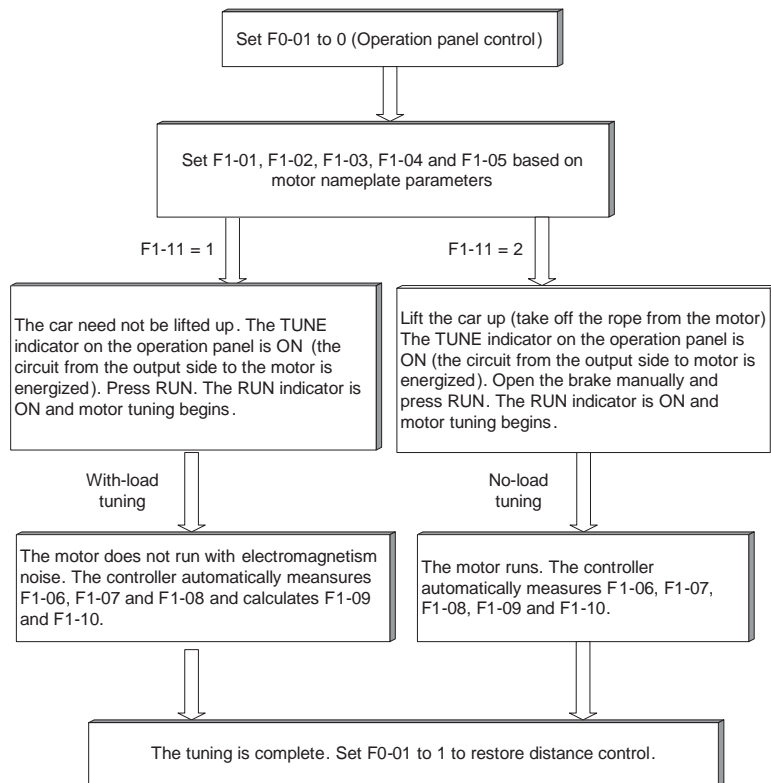 Set F0-01 to 0 (Operation panel control)
Set F1-01, F1-02, F1-03, F1-04 and F1-05 based on
motor nameplate parameters
F1-11 = 1
F1-11 = 2
The car need not be lifted up. The TUNE
indicator on the operation panel is ON (the
circuit from the output side to the motor is
energized). Press RUN. The RUN indicator is
ON and motor tuning begins.
Lift the car up (take off the rope from the motor)
The TUNE indicator on the operation panel is
ON (the circuit from the output side to motor is
energized). Open the brake manually and
press RUN. The RUN indicator is ON and
motor tuning begins.
With-load
tuning
No-load
tuning
The motor does not run with electromagnetism
noise. The controller automatically meansures
F1-06, F1-07 and F1-08 and calculates F1-09
and F1-10.
The motor runs. The controller
automatically measures F1-06, F1-07,
F1-08, F1-09 and F1-10.
The tuning is complete. Set F0-01 to 1 to restore distance control.